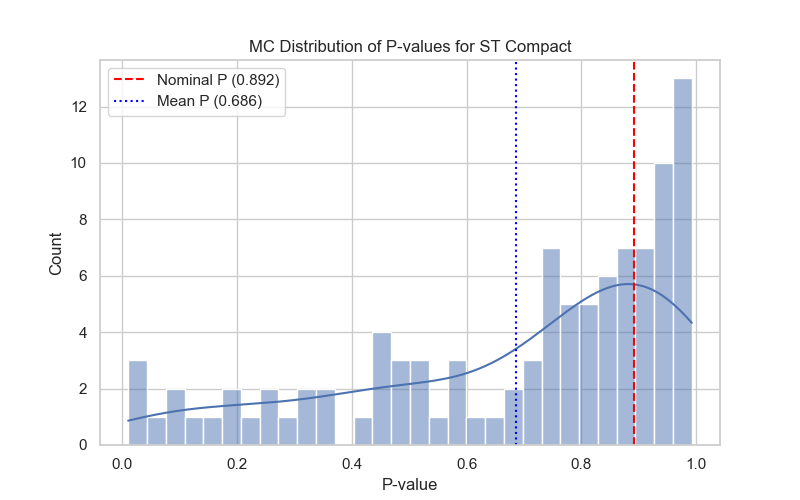 MC Distribution of P-values for ST Compact
Nominal P (0.892)
Mean P (0.686)
Count
12
10
8
6
4
2
0
0.0 0.2 0.4 0.6 0.8 1.0
P-value